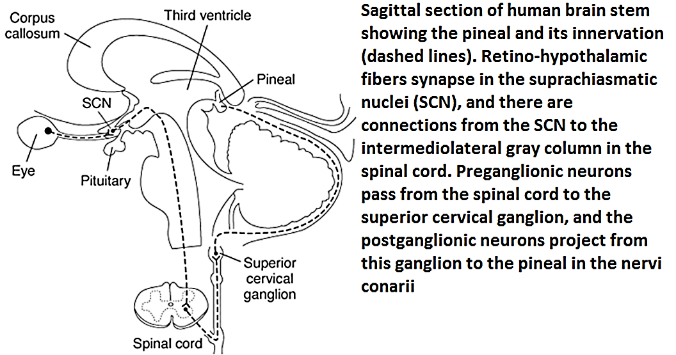 Corpus
callosum
Third ventricle
Pineal
SCN
Eye
Pituitary
Superior
cervical
ganglion
Spinal cord
Sagittal section of human brain stem
showing the pineal and its innervation
(dashed lines). Retino-hypothalamic
fibers synapse in the suprachiasmatic
nuclei (SCN), and there are
connections from the SCN to the
intermediolateral gray column in the
spinal cord. Preganglionic neurons
pass from the spinal cord to the
superior cervical ganglion, and the
postganglionic neurons project from
this ganglion to the pineal in the nervi
conarii